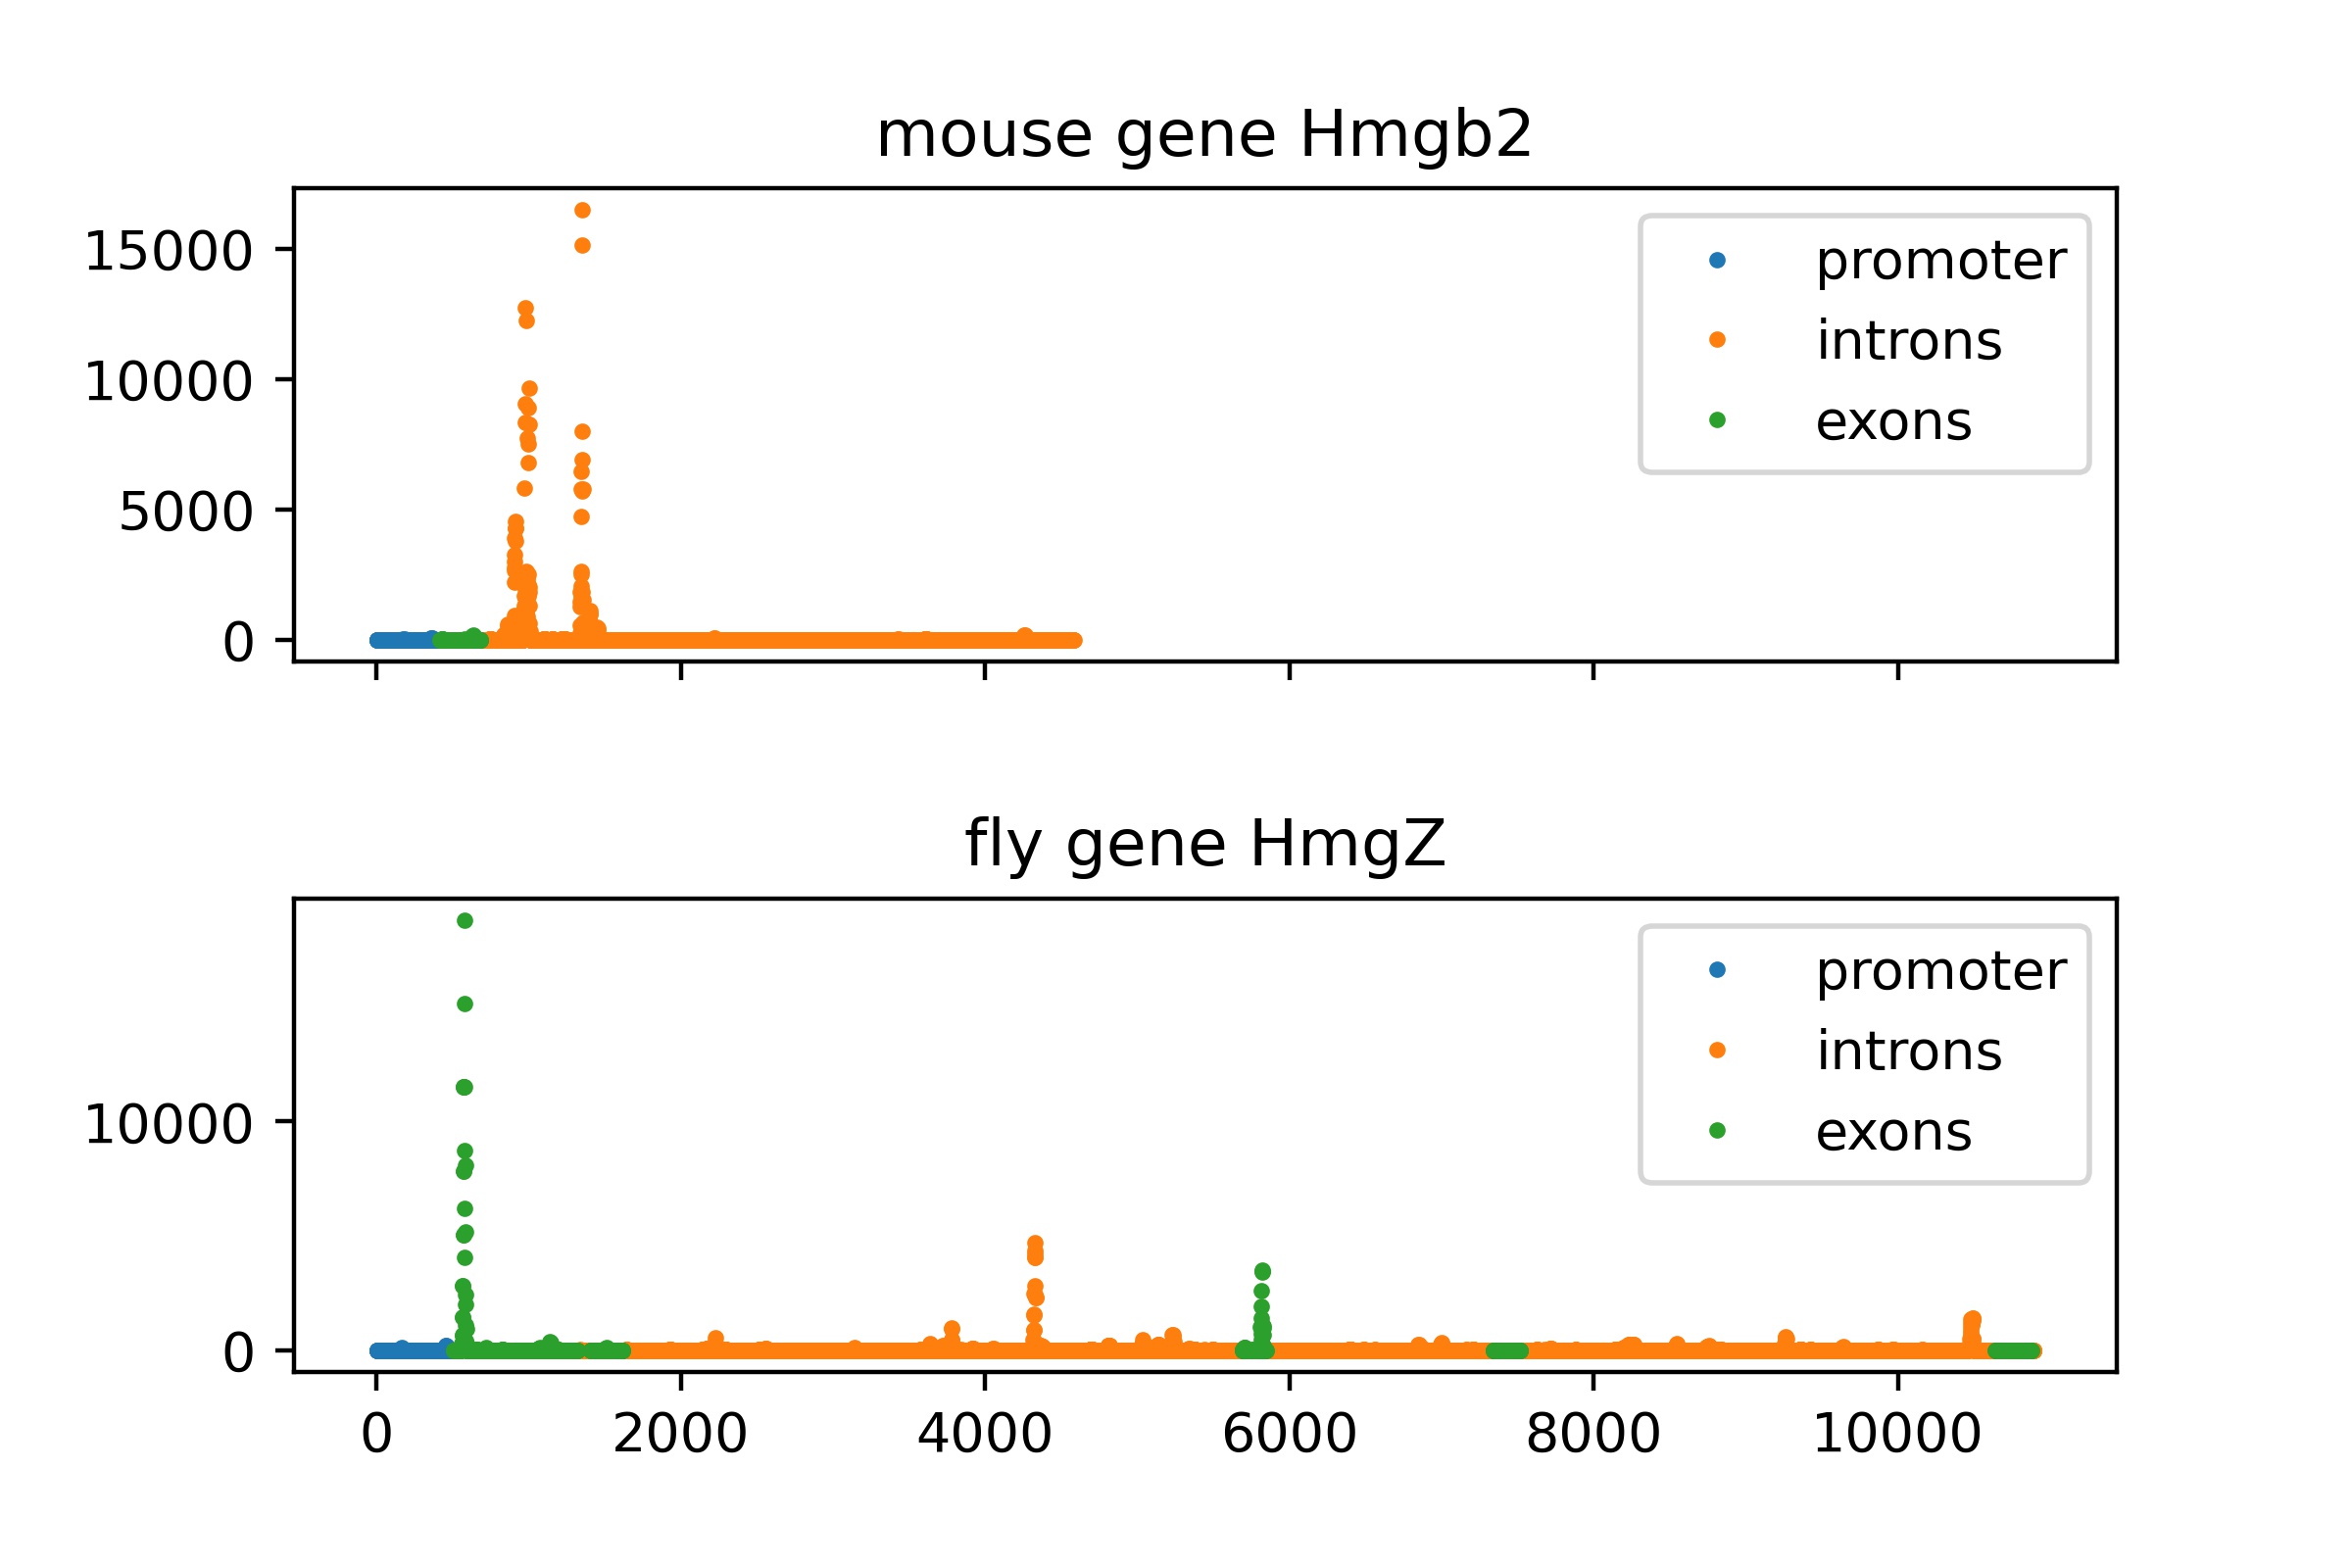 mouse gene Hmgb2
15000
10000
5000
0
promoter
introns
exons
fly gene HmgZ
10000
0
promoter
introns
exons
0 2000 4000 6000 8000 10000